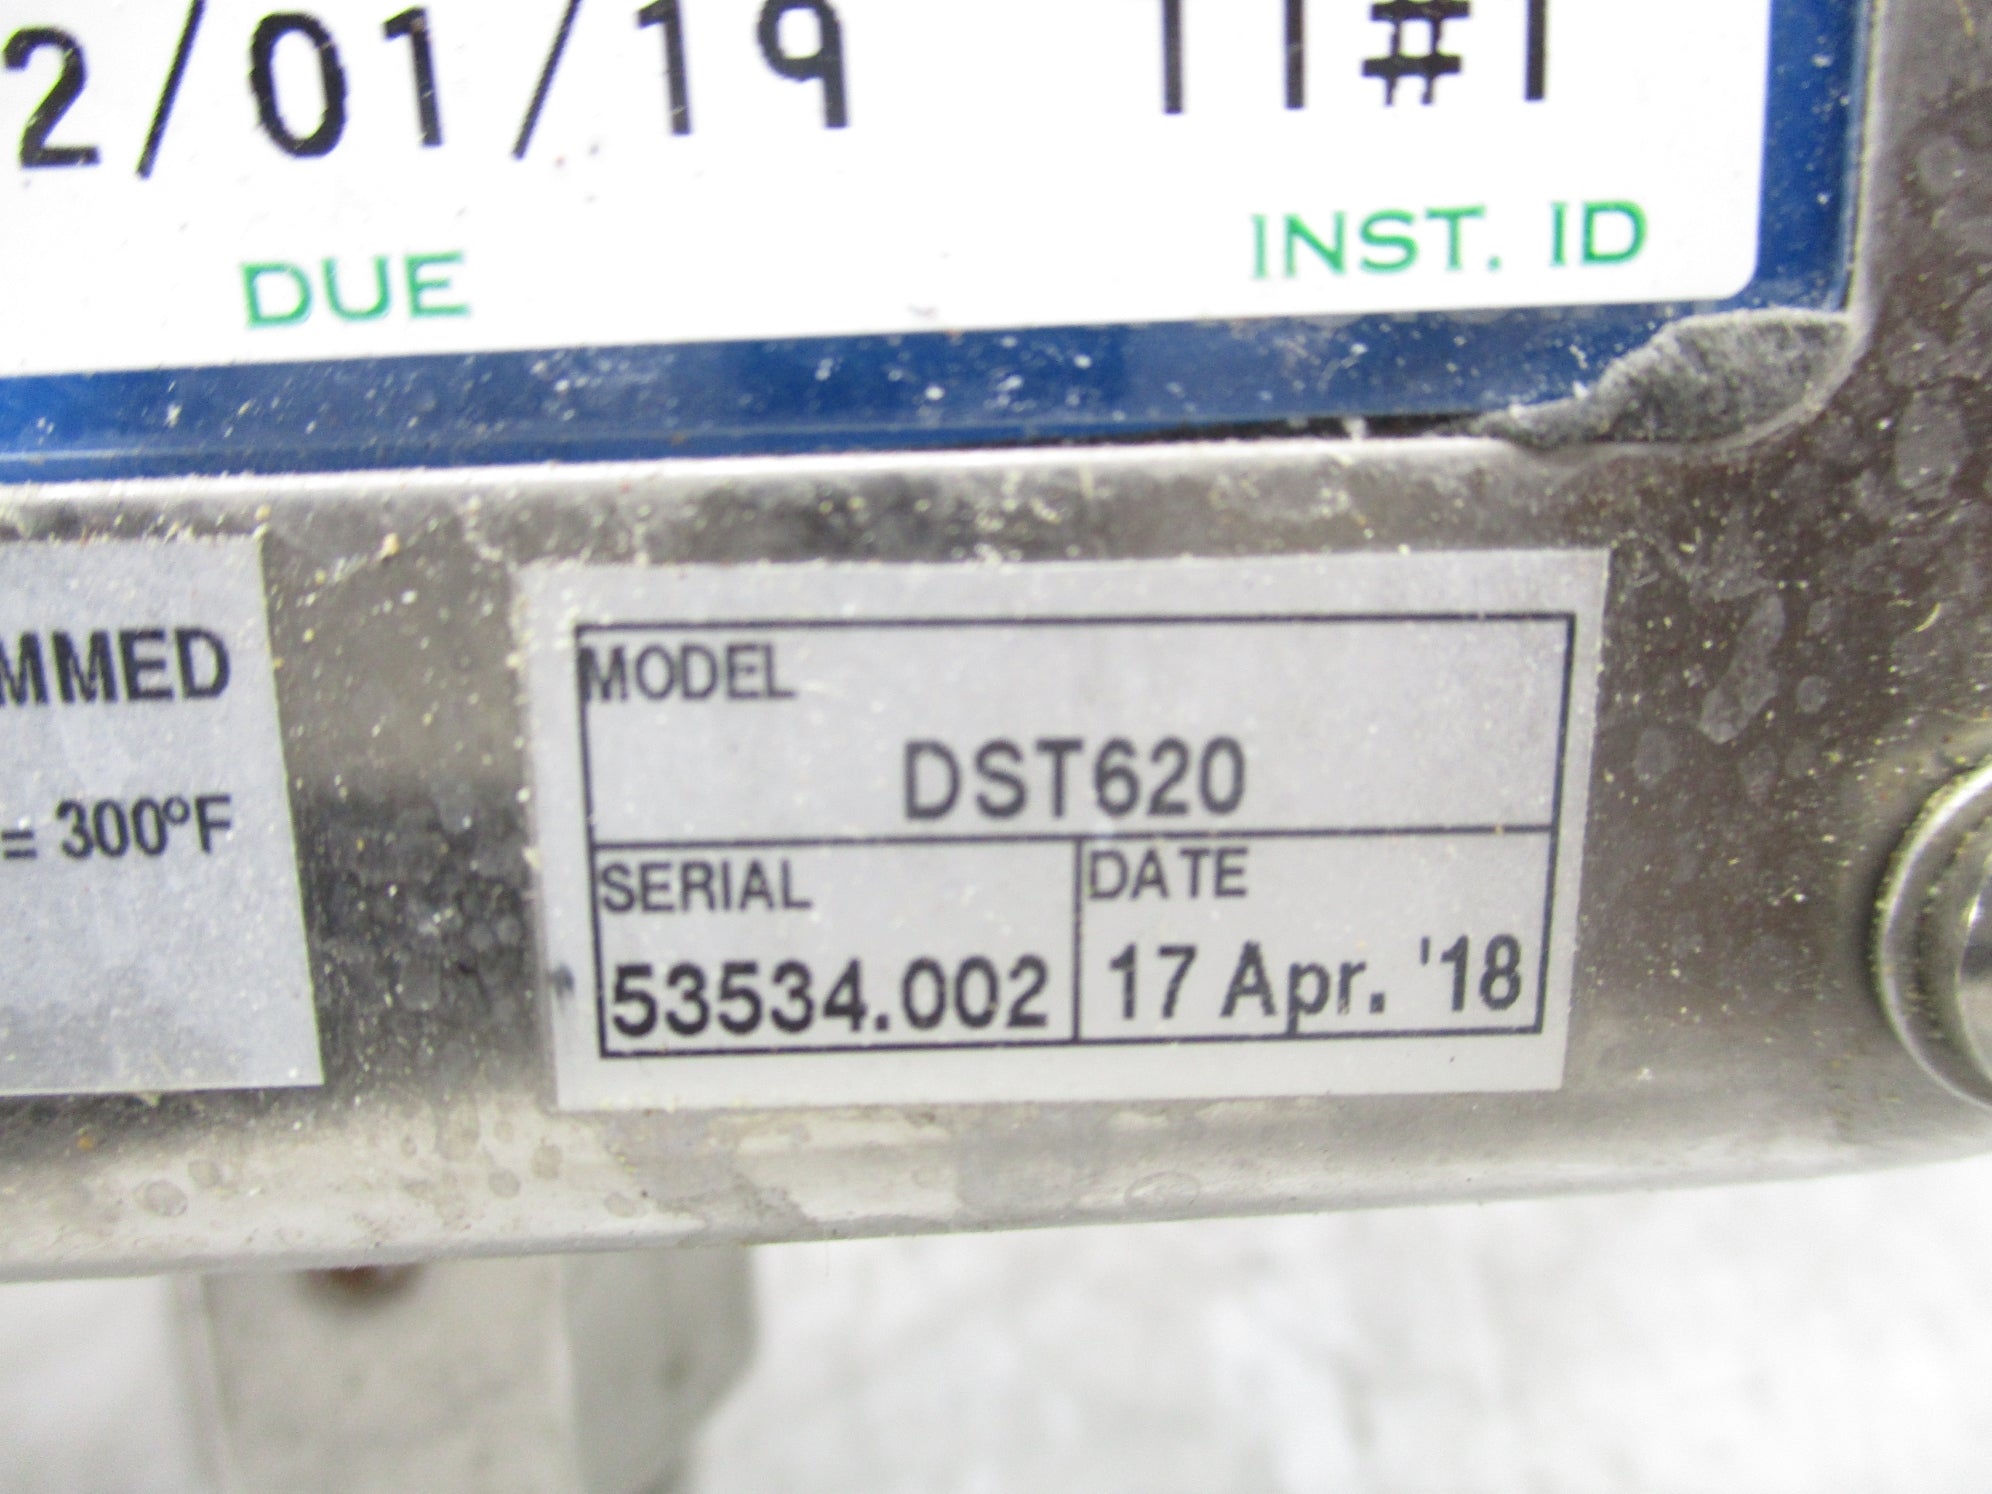 2/01/19 11#1
DUE INST. ID
MMED
= 300°F
MODEL
DST620
SERIAL DATE
53534.002 17 Apr. '18